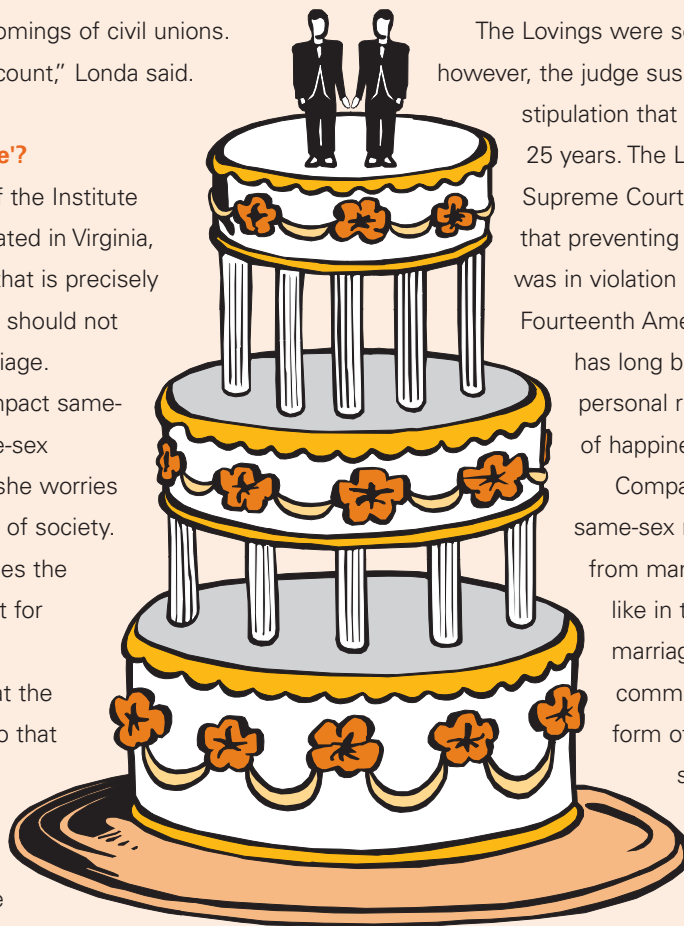 omings of civil unions.
count,” Londa said.
e'?
f the Institute
ated in Virginia,
that is precisely
should not
iage.
mpact same-
e-sex
she worries
of society.
es the
t for
at the
o that
e
The Lovings were se
however, the judge sus
stipulation that
25 years. The L
Supreme Court
that preventing
was in violation
Fourteenth Ame
has long b
personal r
of happine
Compa
same-sex r
from mar
like in t
marriag
comm
form of
s